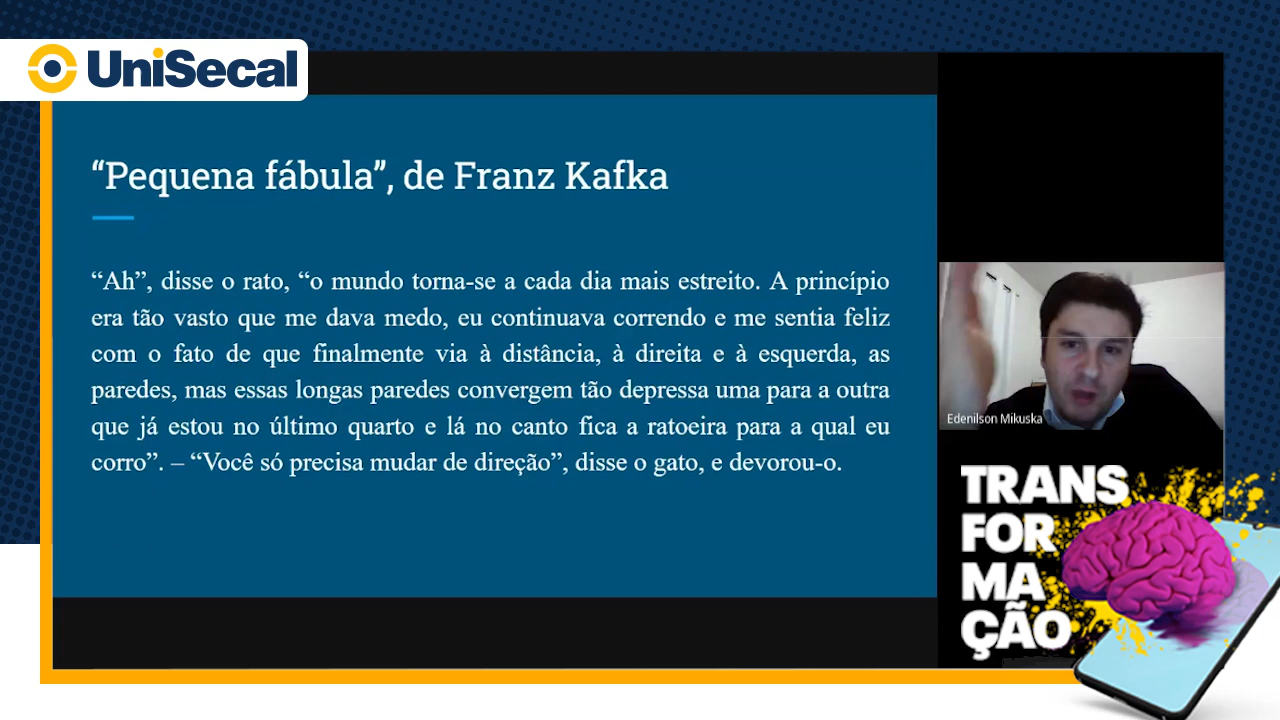 UniSecal
“Pequena fábula”, de Franz Kafka
“Ah”, disse o rato, “o mundo torna-se a cada dia mais estreito. A princípio
era tão vasto que me dava medo, eu continuava correndo e me sentia feliz
com o fato de que finalmente via à distância, à direita e à esquerda, as
paredes, mas essas longas paredes convergem tão depressa uma para a outra
que já estou no último quarto e lá no canto fica a ratoeira para a qual eu
corro”. – “Você só precisa mudar de direção”, disse o gato, e devorou-o.
Edenilson Mikuska
TRANS
FOR
MA
ÇÃO